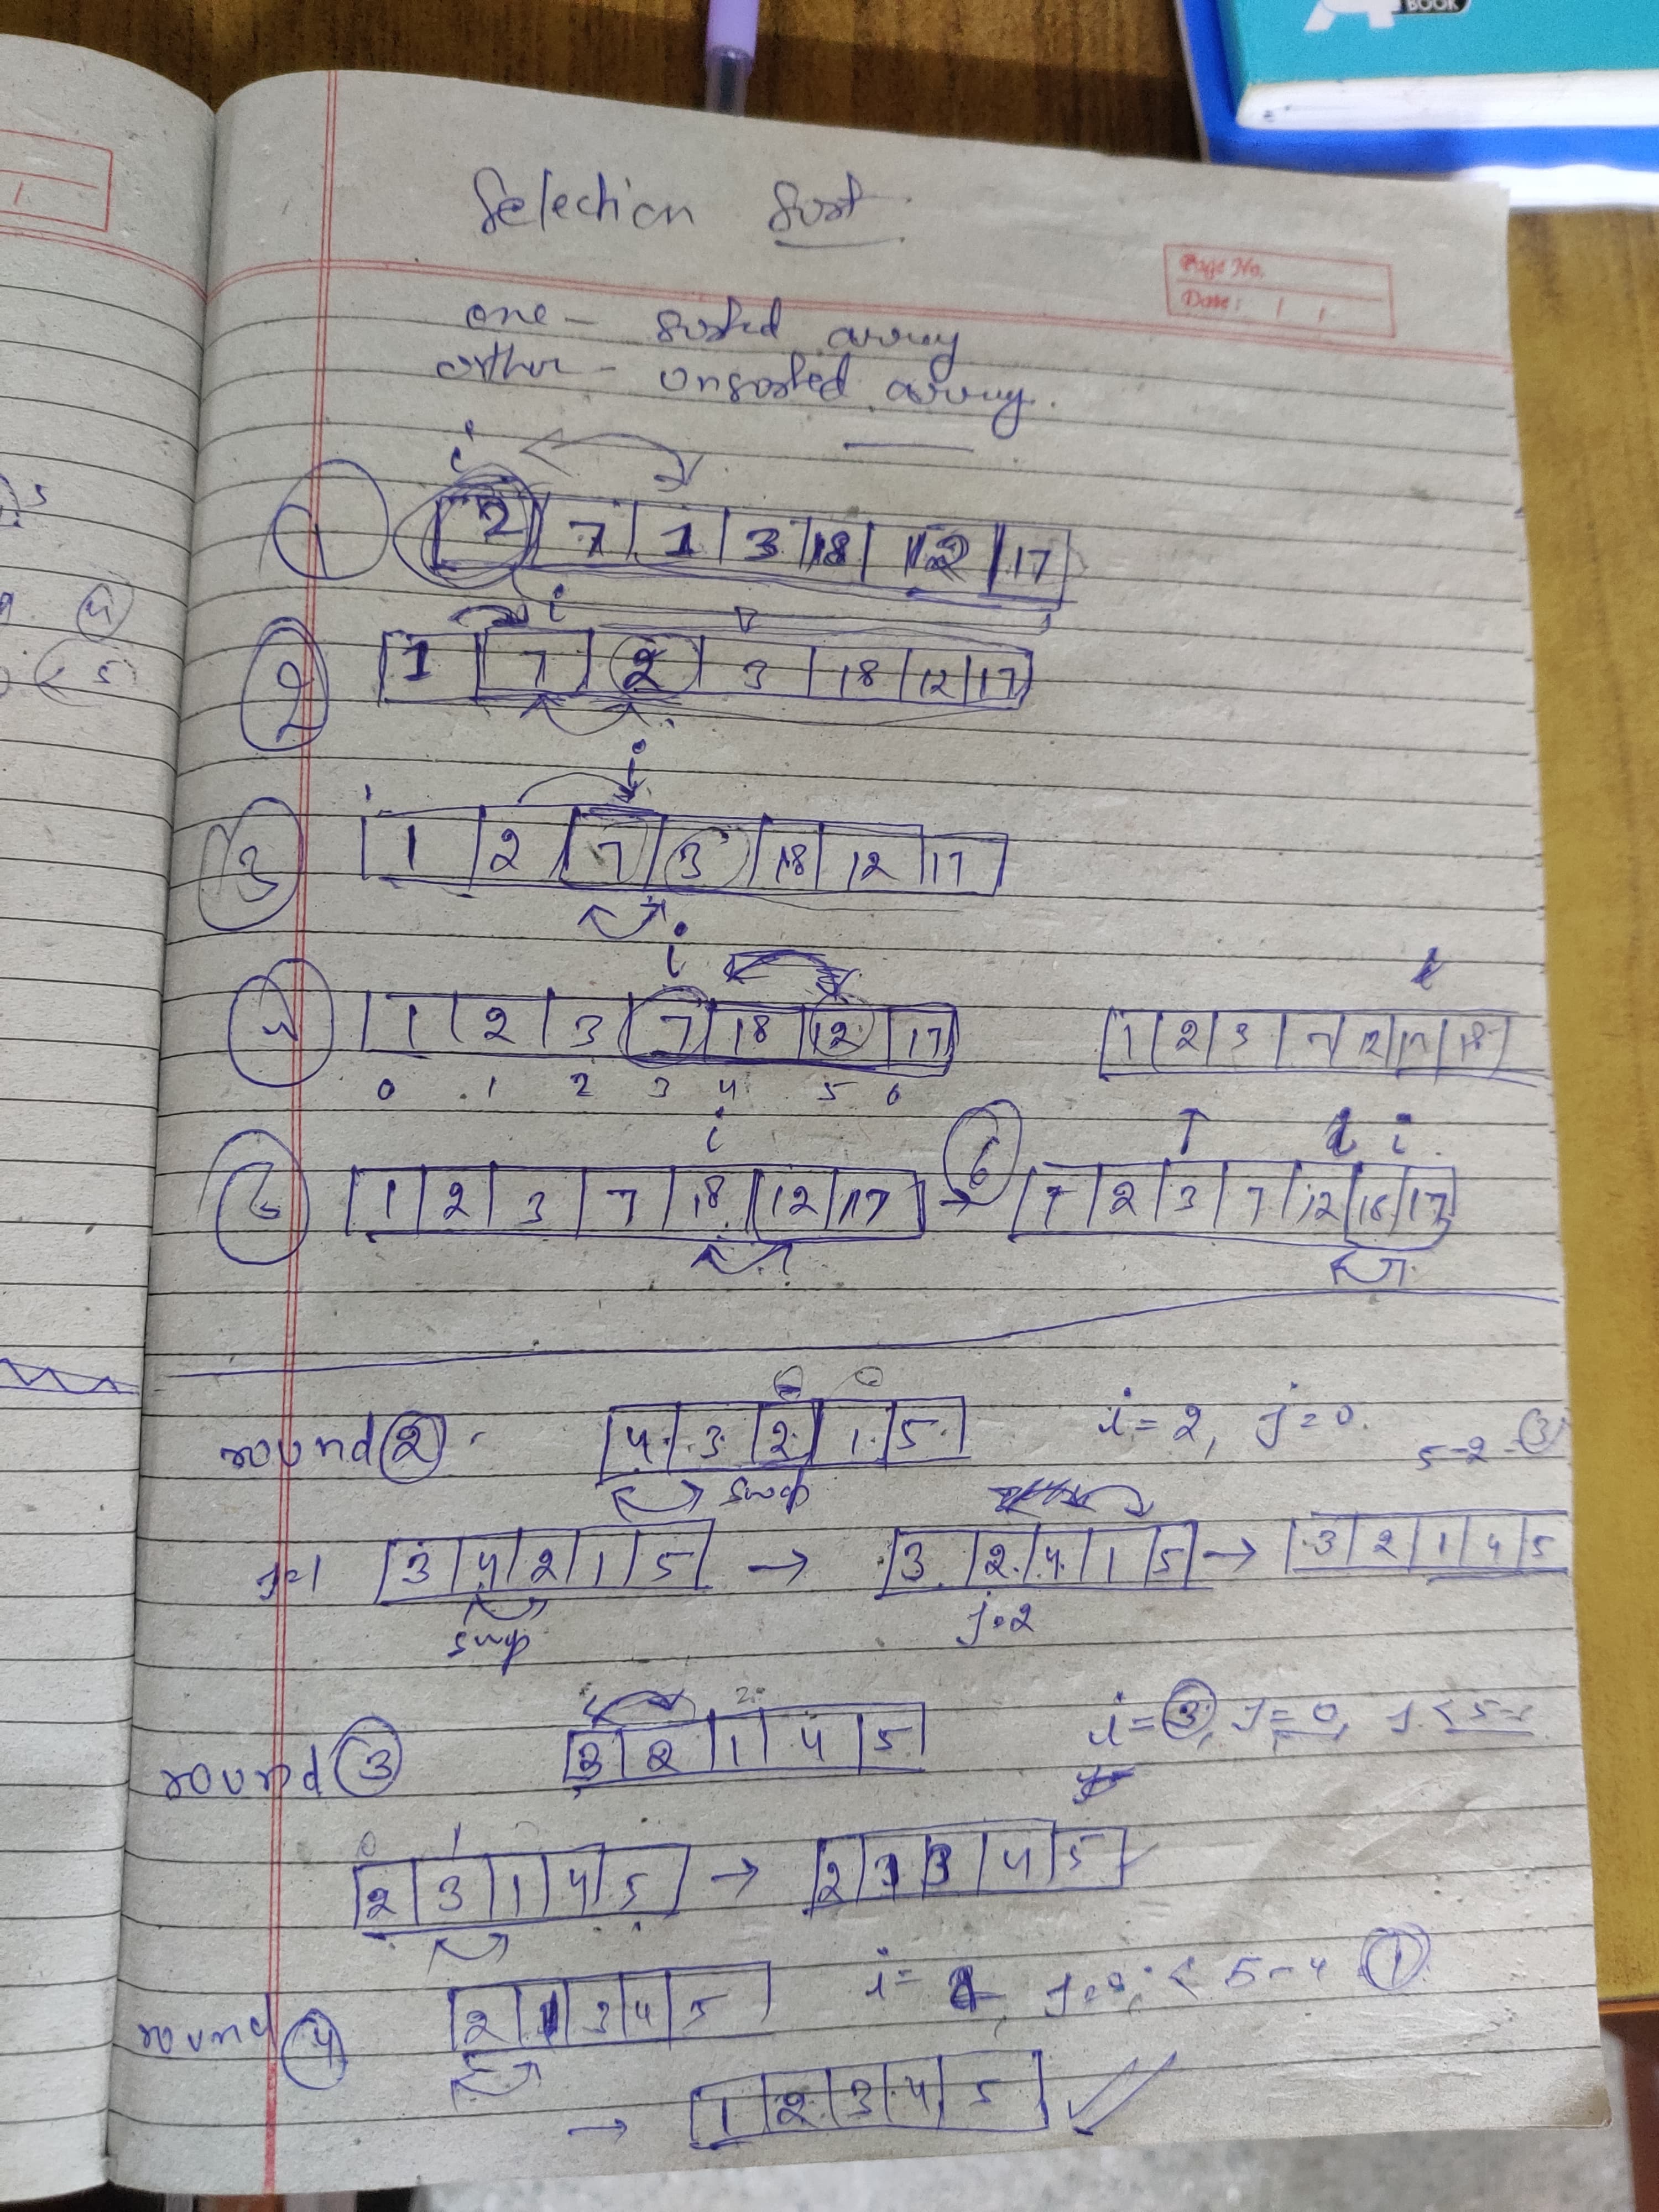 BOOK
Selection Sort.
Page No.
Date: / /
one - sorted array
orther - unsorted array.
i
1 2 7 1 3 18 12 17
i
2 1 7 2 3 18 12 17
i
3 1 2 7 3 18 12 17
i
4 1 2 3 7 18 12 17
0 1 2 3 4 5 6
1 2 3 7 12 17 18
i
1 2 3 7 18 12 17 →
i
6 1 2 3 7 12 18 17
round 2 4 3 2 1 5 i = 2, j = 0. 5-2 3
swap
j=1 3 4 2 1 5 → 3 2 4 1 5 → 3 2 1 4 5
swap j=2
2
round 3 3 2 1 4 5 i = 3, j = 0, j <
0 1
2 3 1 4 5 → 2 1 3 4 5
round 4 2 1 3 4 5 i = < 5-4 1
→ 1 2 3 4 5
5
4
5